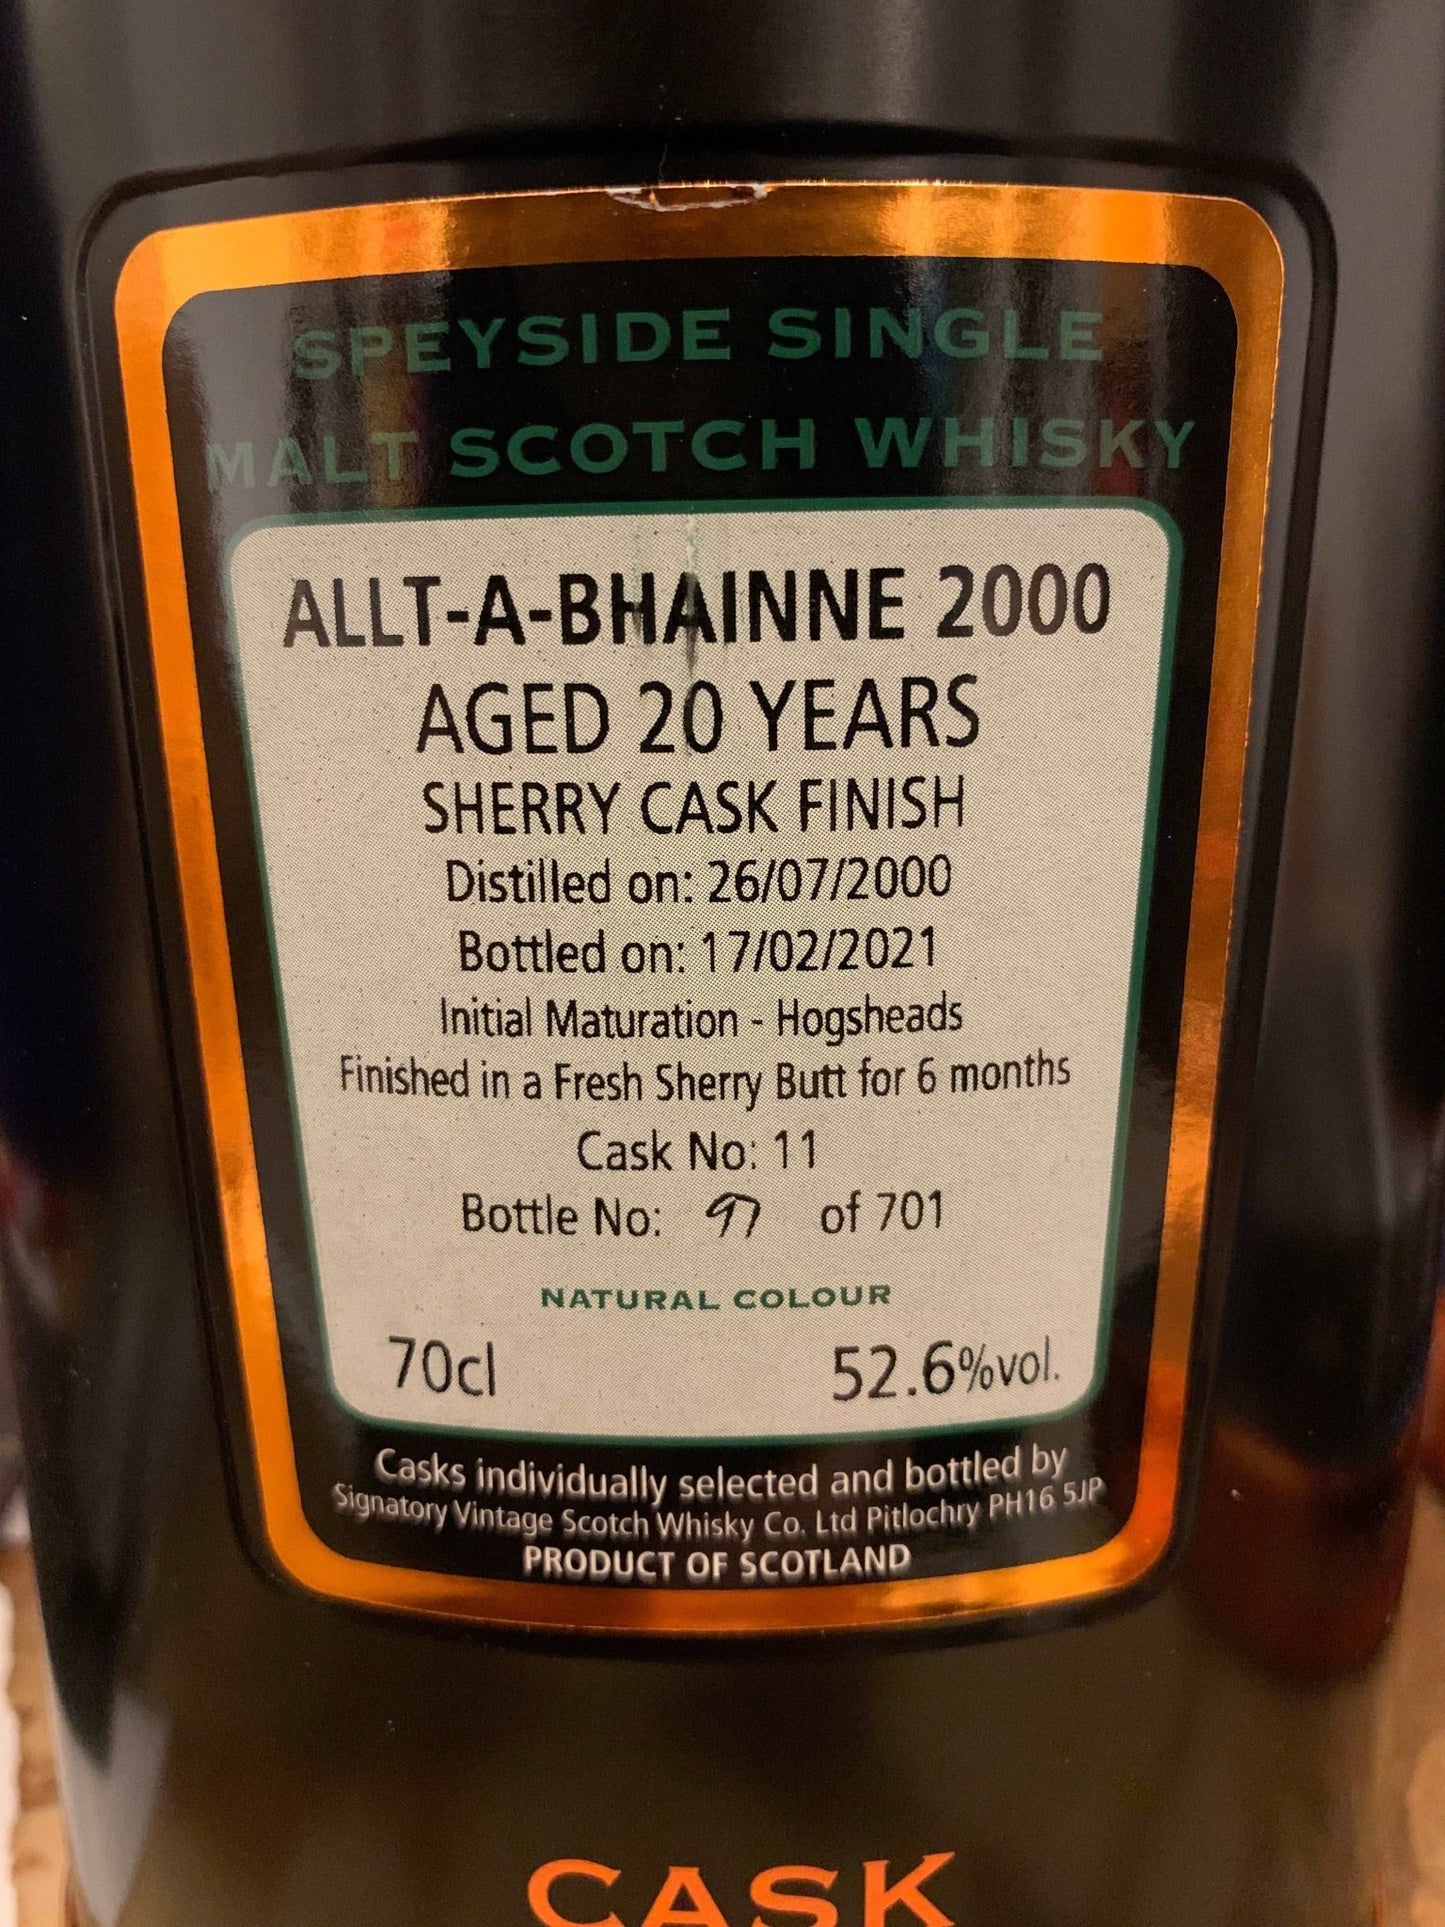 SPEYSIDE SINGLE
MALT SCOTCH WHISKY
ALLT-A-BHAINNE 2000
AGED 20 YEARS
SHERRY CASK FINISH
Distilled on: 26/07/2000
Bottled on: 17/02/2021
Initial Maturation - Hogsheads
Finished in a Fresh Sherry Butt for 6 months
Cask No: 11
Bottle No: 97 of 701
NATURAL COLOUR
70cl 52.6%vol.
Casks individually selected and bottled by
Signatory Vintage Scotch Whisky Co. Ltd Pitlochry PH16 5JP
PRODUCT OF SCOTLAND
CASK